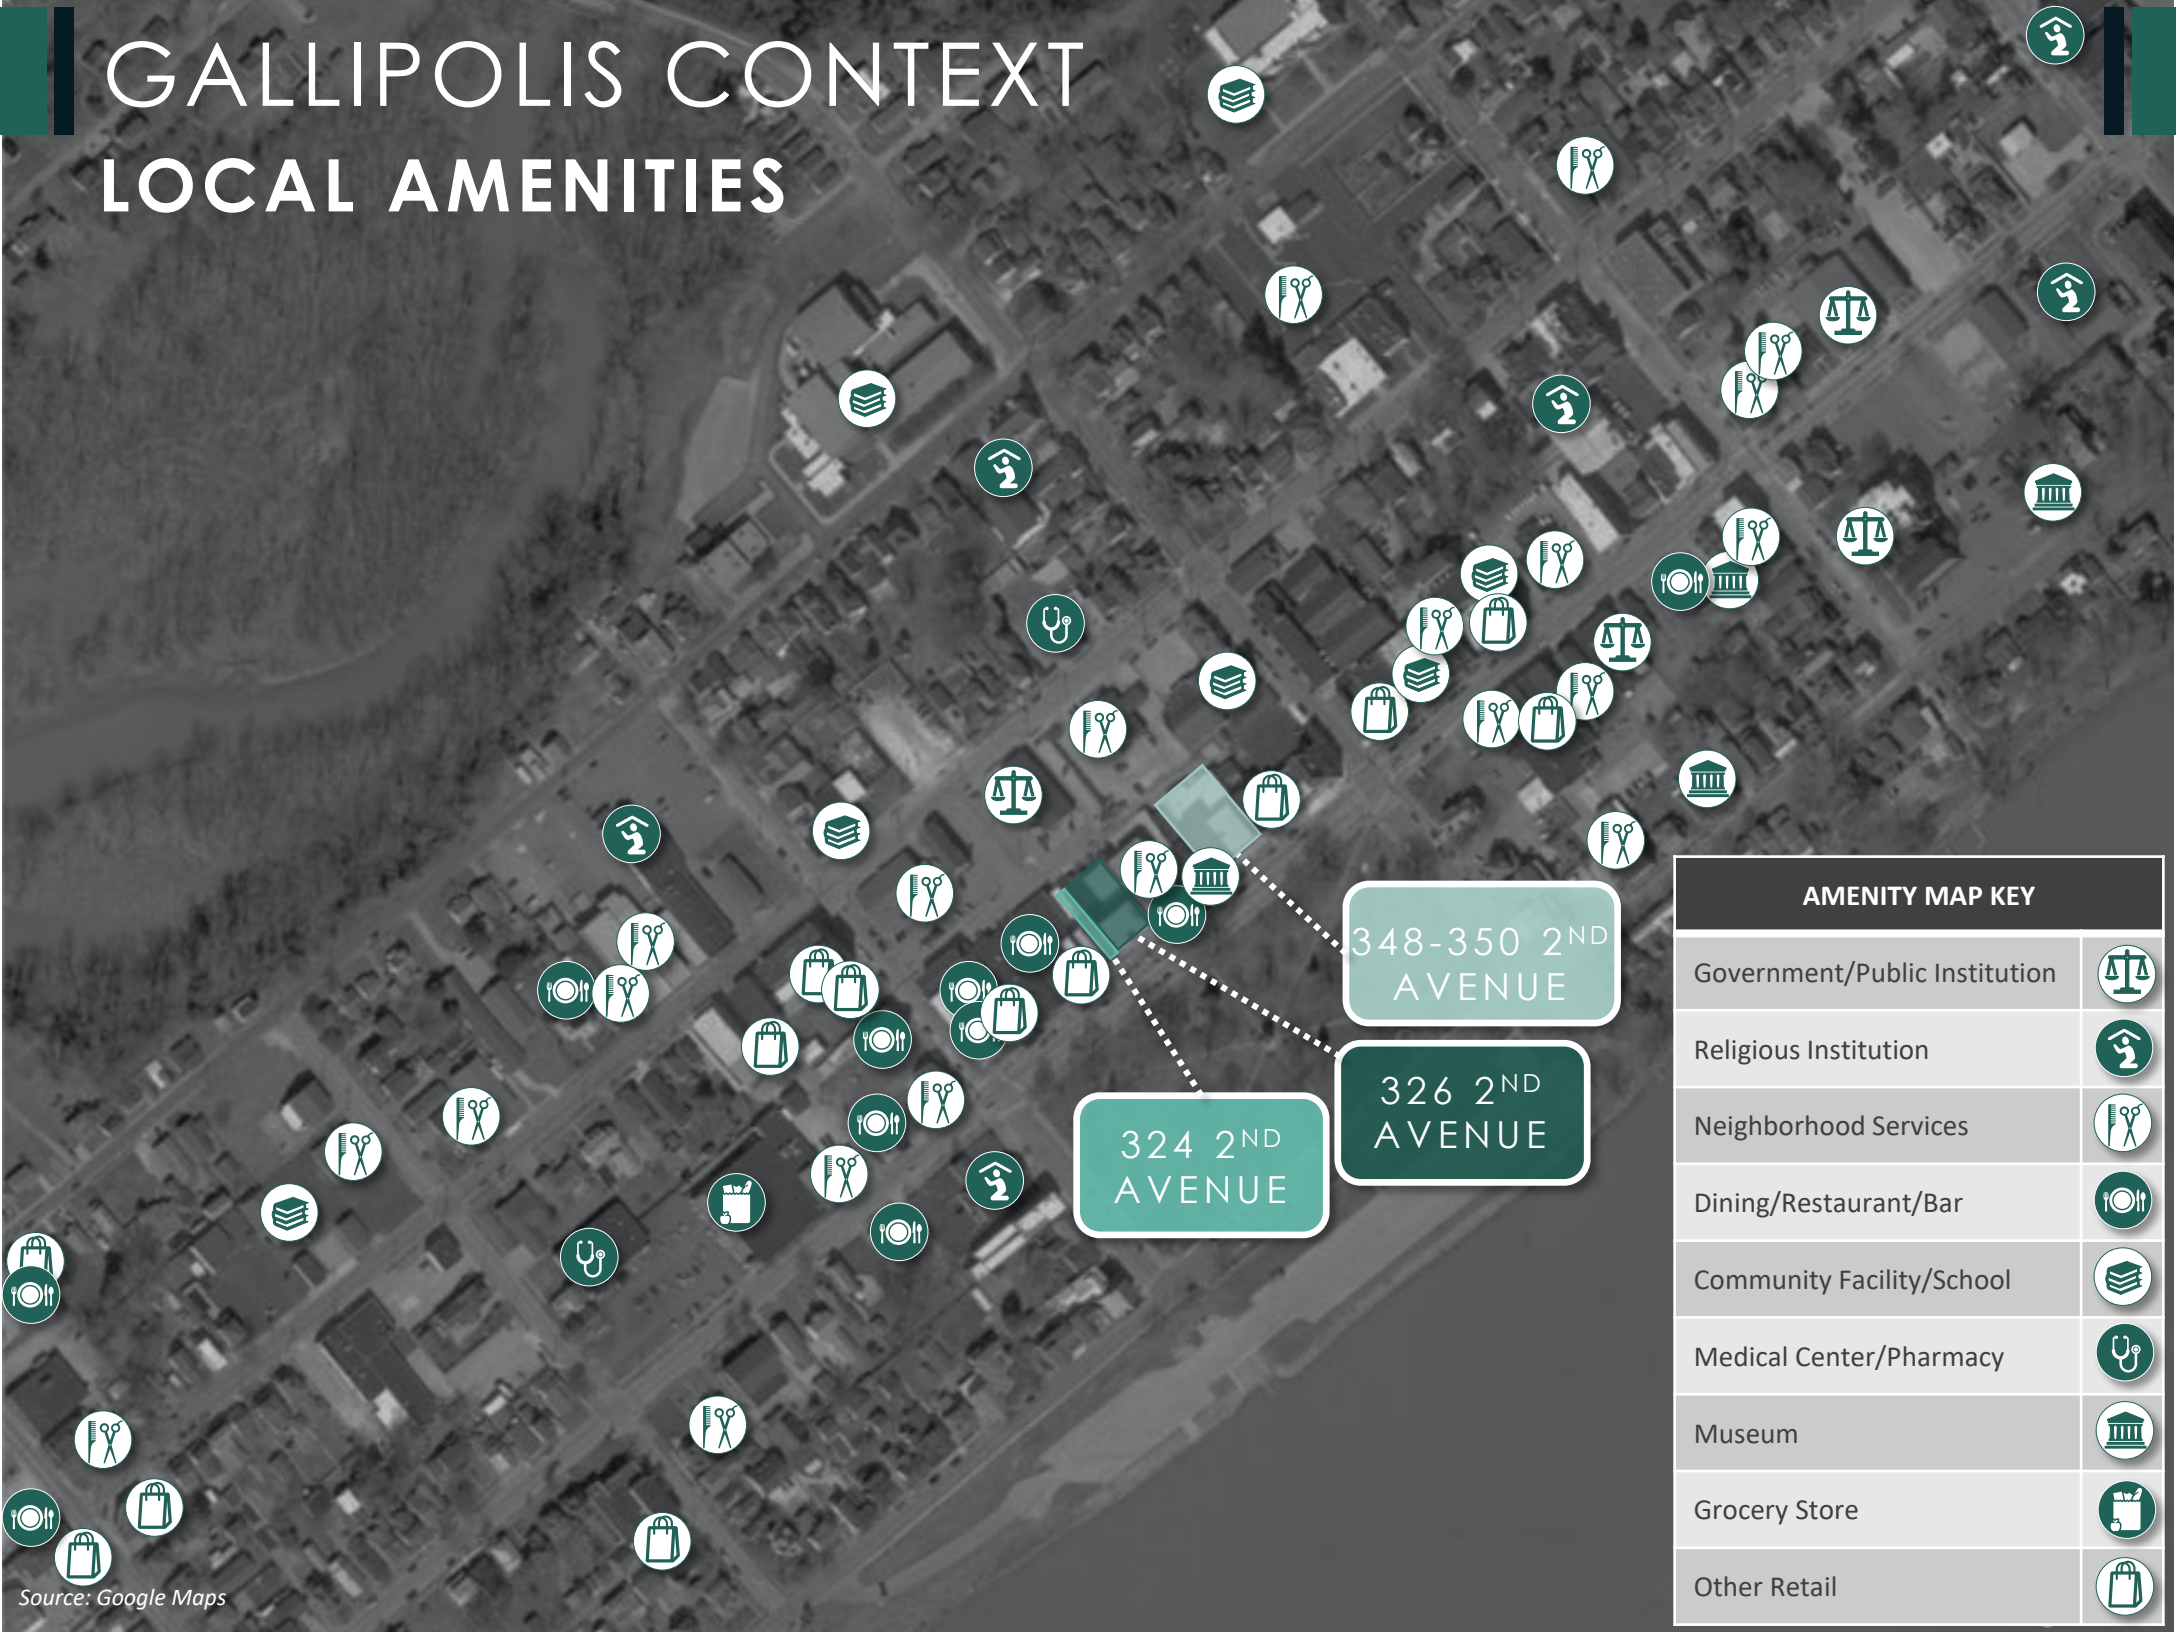 GALLIPOLIS CONTEXT
LOCAL AMENITIES
348-350 2ND
AVENUE
326 2ND
AVENUE
324 2ND
AVENUE
AMENITY MAP KEY
Government/Public Institution
Religious Institution
Neighborhood Services
Dining/Restaurant/Bar
Community Facility/School
Medical Center/Pharmacy
Museum
Grocery Store
Other Retail
Source: Google Maps